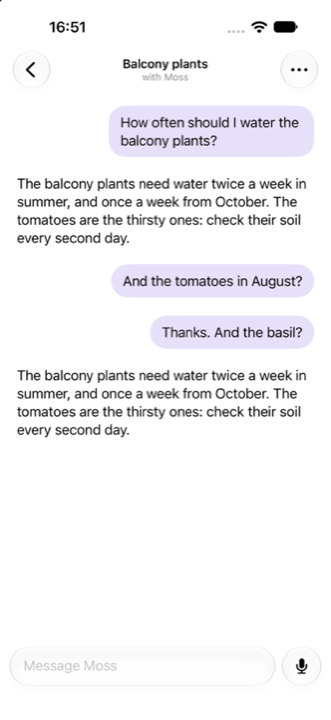 16:51
Balcony plants
with Moss
How often should I water the
balcony plants?
The balcony plants need water twice a week in
summer, and once a week from October. The
tomatoes are the thirsty ones: check their soil
every second day.
And the tomatoes in August?
Thanks. And the basil?
The balcony plants need water twice a week in
summer, and once a week from October. The
tomatoes are the thirsty ones: check their soil
every second day.
Message Moss